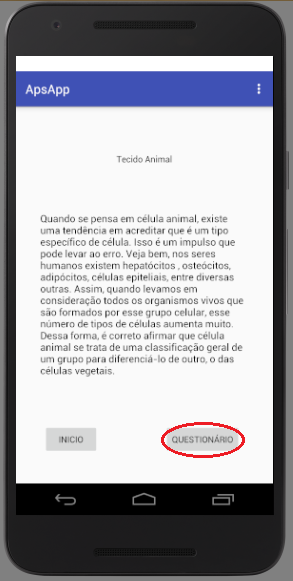 ApsApp
Tecido Animal
Quando se pensa em célula animal, existe
uma tendência em acreditar que é um tipo
específico de célula. Isso é um impulso que
pode levar ao erro. Veja bem, nos seres
humanos existem hepatócitos , osteócitos,
adipócitos, células epiteliais, entre diversas
outras. Assim, quando levamos em
consideração todos os organismos vivos que
são formados por esse grupo celular, esse
número de tipos de células aumenta muito.
Dessa forma, é correto afirmar que célula
animal se trata de uma classificação geral de
um grupo para diferenciá-lo de outro, o das
células vegetais.
INICIO
QUESTIONÁRIO